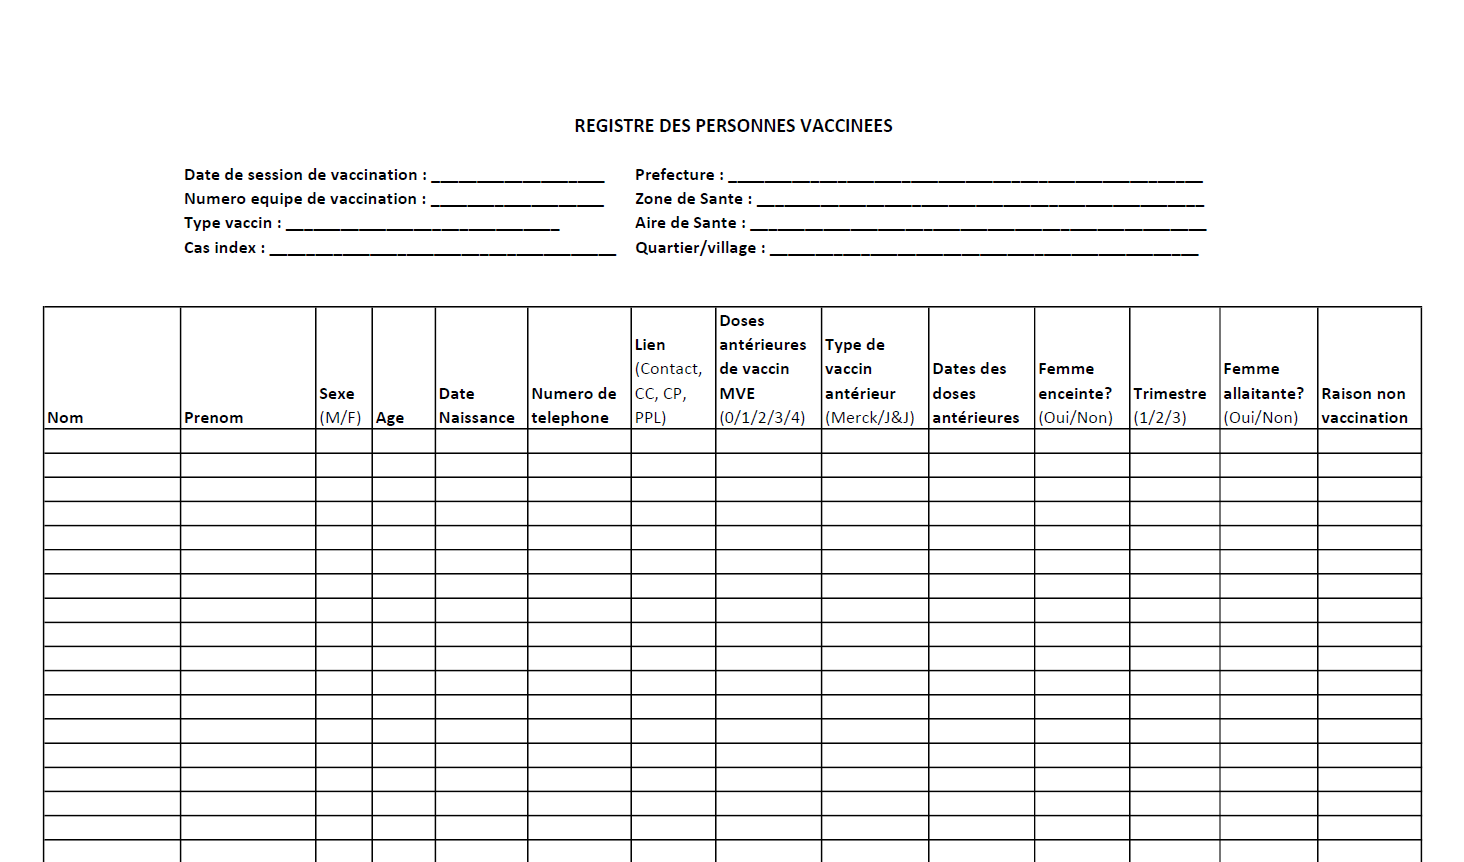 REGISTRE DES PERSONNES VACCINEES
Date de session de vaccination : ___________________
Numero equipe de vaccination : ___________________
Type vaccin : ______________________________
Cas index : ______________________________________
Prefecture : ____________________________________________________
Zone de Sante : _________________________________________________
Aire de Sante : __________________________________________________
Quartier/village : _______________________________________________
Nom
Prenom
Sexe
(M/F)
Age
Date
Naissance
Numero de
telephone
Lien
(Contact,
CC, CP,
PPL)
Doses
antérieures
de vaccin
MVE
(0/1/2/3/4)
Type de
vaccin
antérieur
(Merck/J&J)
Dates des
doses
antérieures
Femme
enceinte?
(Oui/Non)
Trimestre
(1/2/3)
Femme
allaitante?
(Oui/Non)
Raison non
vaccination